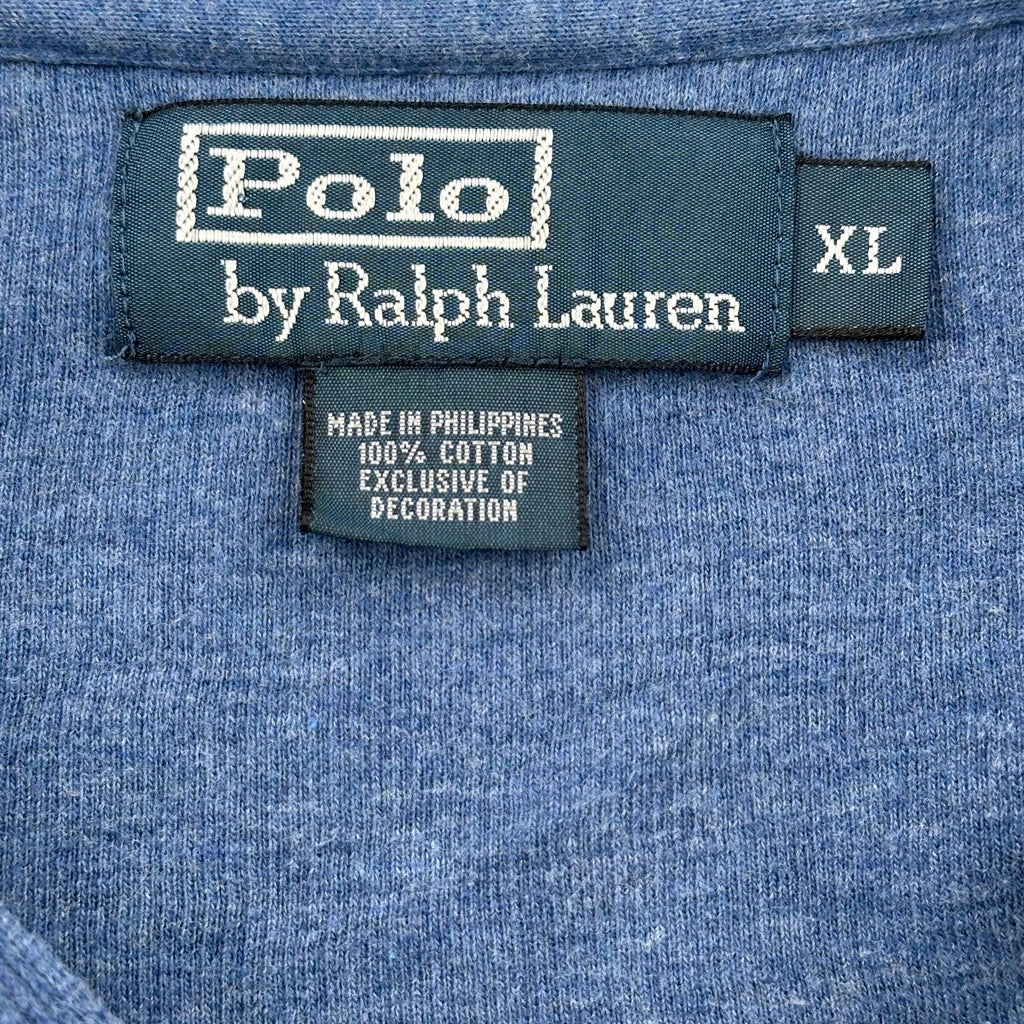 Polo
by Ralph Lauren
XL
MADE IN PHILIPPINES
100% COTTON
EXCLUSIVE OF
DECORATION